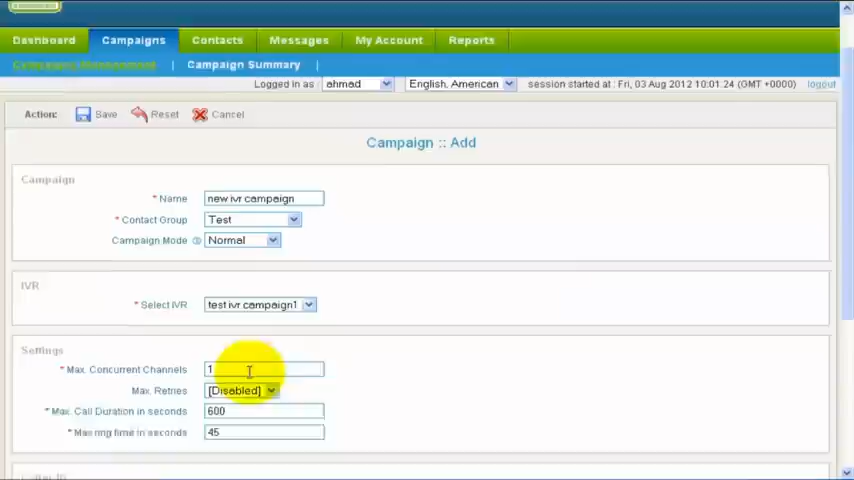 Dashboard Campaigns Contacts Messages My Account Reports
Campaign Management | Campaign Summary |
Logged in as : ahmad English, American session started at : Fri, 03 Aug 2012 10:01:24 (GMT +0000) logout
Action: Save Reset Cancel
Campaign :: Add
Campaign
* Name new ivr campaign
* Contact Group Test
Campaign Mode Normal
IVR
* Select IVR test ivr campaign1
Settings
* Max. Concurrent Channels 1
Max. Retries [Disabled]
* Max. Call Duration in seconds 600
* Max ring time in seconds 45